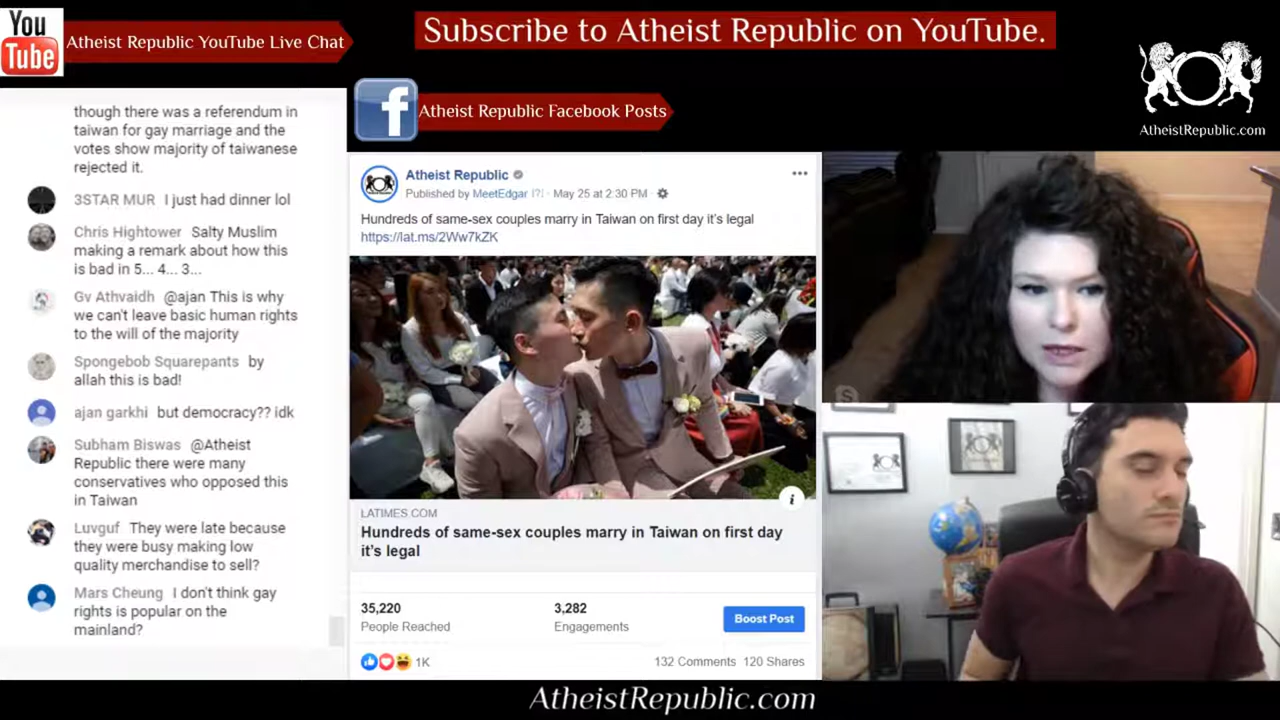 You
Tube
Atheist Republic YouTube Live Chat
Subscribe to Atheist Republic on YouTube.
AtheistRepublic.com
f
Atheist Republic Facebook Posts
though there was a referendum in
taiwan for gay marriage and the
votes show majority of taiwanese
rejected it.
3STAR MUR I just had dinner lol
Chris Hightower Salty Muslim
making a remark about how this
is bad in 5... 4... 3...
Gv Athvaidh @ajan This is why
we can't leave basic human rights
to the will of the majority
Spongebob Squarepants by
allah this is bad!
ajan garkhi but democracy?? idk
Subham Biswas @Atheist
Republic there were many
conservatives who opposed this
in Taiwan
Luvguf They were late because
they were busy making low
quality merchandise to sell?
Mars Cheung I don't think gay
rights is popular on the
mainland?
Atheist Republic
Published by MeetEdgar [?] · May 25 at 2:30 PM ·
Hundreds of same-sex couples marry in Taiwan on first day it's legal
https://lat.ms/2Ww7kZK
i
LATIMES.COM
Hundreds of same-sex couples marry in Taiwan on first day
it's legal
35,220
People Reached
3,282
Engagements
Boost Post
1K
132 Comments 120 Shares
S
AtheistRepublic.com